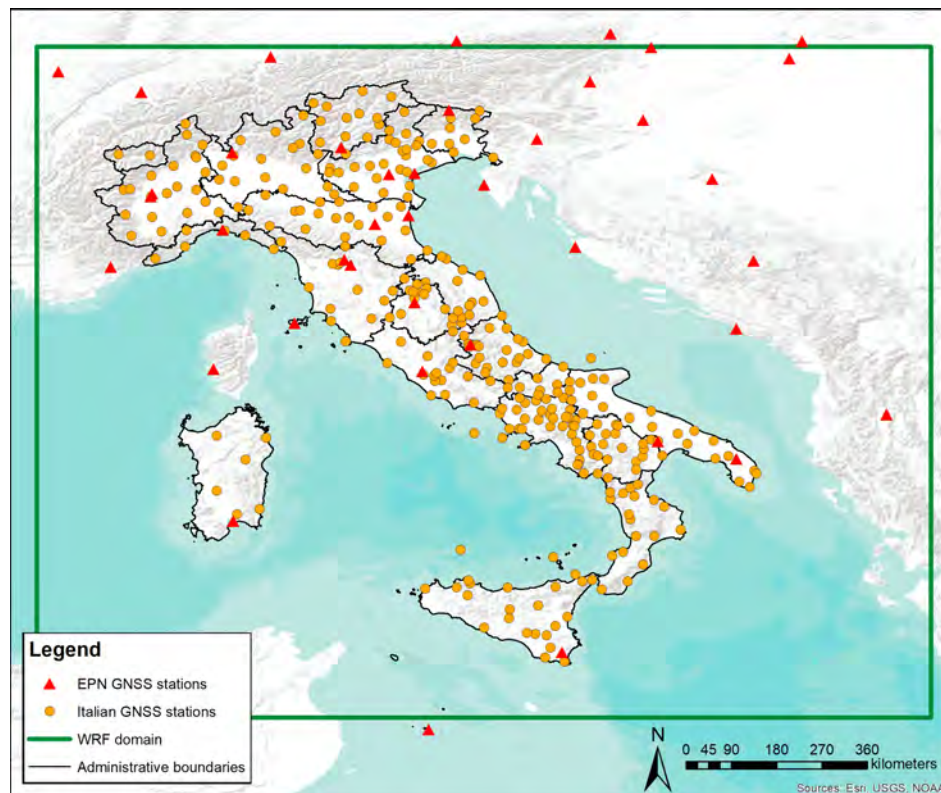 Legend
EPN GNSS stations
Italian GNSS stations
WRF domain
Administrative boundaries
N
0 45 90 180 270 360
kilometers
Sources: Esri, USGS, NOAA